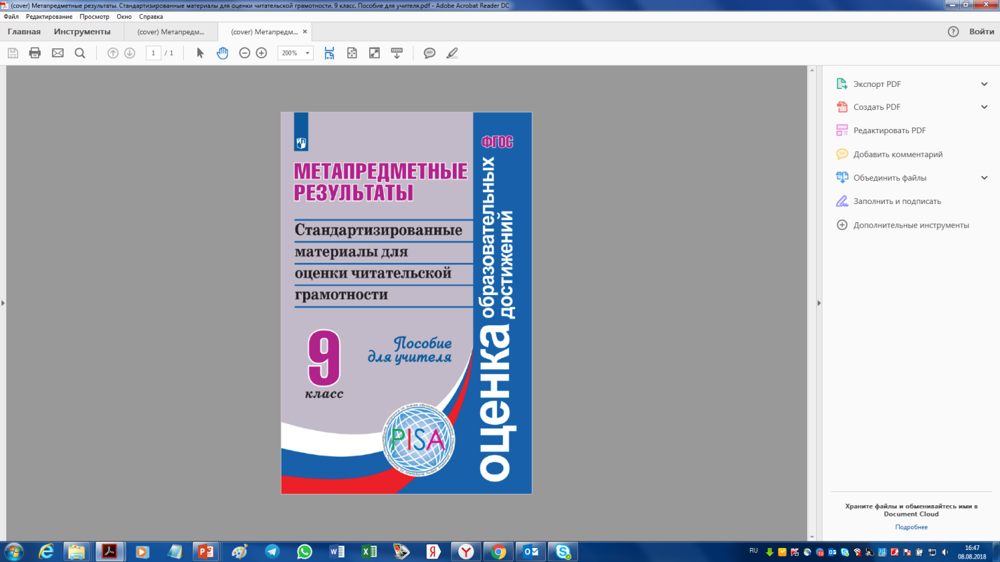 (cover) Метапредметные результаты. Стандартизированные материалы для оценки читательской грамотности. 9 класс. Пособие для учителя.pdf - Adobe Acrobat Reader DC
Файл Редактирование Просмотр Окно Справка
Главная Инструменты (cover) Метапредм... (cover) Метапредм... × Войти
1 / 1 200%
Экспорт PDF
Создать PDF
Редактировать PDF
Добавить комментарий
Объединить файлы
Заполнить и подписать
Дополнительные инструменты
ФГОС
МЕТАПРЕДМЕТНЫЕ
РЕЗУЛЬТАТЫ
Стандартизированные
материалы для
оценки читательской
грамотности
9
класс
Пособие
для учителя
PISA
оценка
образовательных
достижений
Храните файлы и обменивайтесь ими в
Document Cloud
Подробнее
RU
16:47
08.08.2018